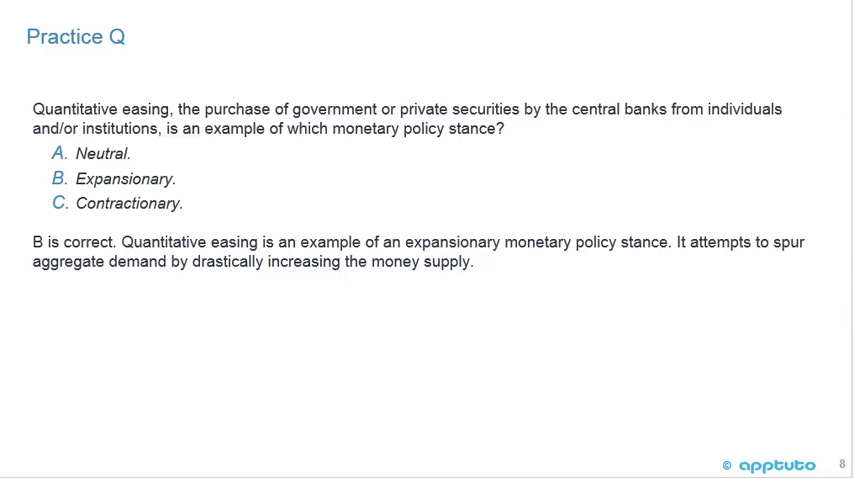 Practice Q
Quantitative easing, the purchase of government or private securities by the central banks from individuals
and/or institutions, is an example of which monetary policy stance?
A. Neutral.
B. Expansionary.
C. Contractionary.
B is correct. Quantitative easing is an example of an expansionary monetary policy stance. It attempts to spur
aggregate demand by drastically increasing the money supply.
© apptuto 8